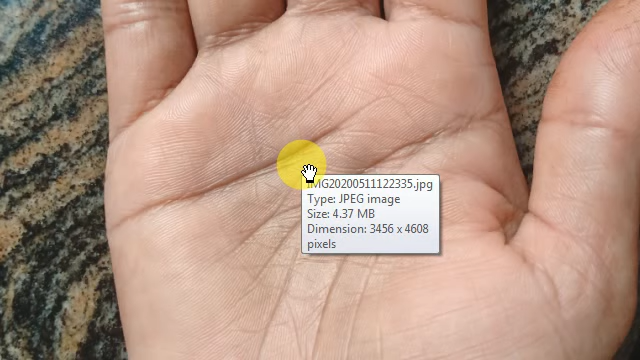 IMG20200511122335.jpg
Type: JPEG image
Size: 4.37 MB
Dimension: 3456 x 4608
pixels